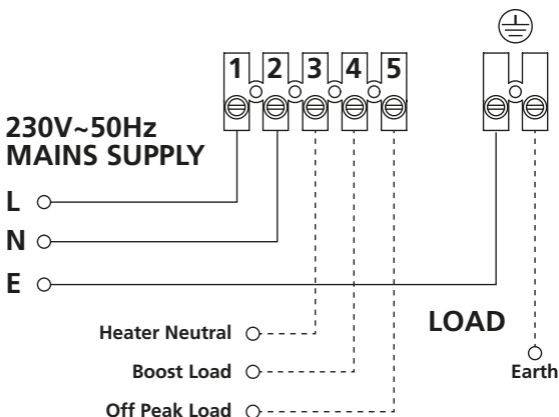 1 2 3 4 5
230V~50Hz
MAINS SUPPLY
L
N
E
LOAD
Heater Neutral
Boost Load
Earth
Off Peak Load